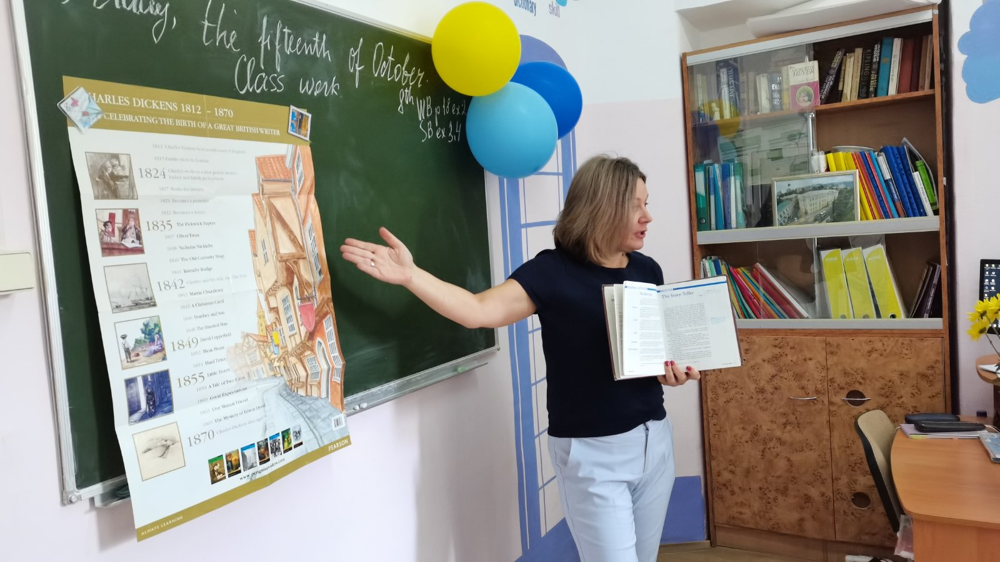 the fifteenth of October.
Class work.
8th WB p 18 ex 2
SB ex 3,4
dictionary
skill
HARLES DICKENS 1812 - 1870
CELEBRATING THE BIRTH OF A GREAT BRITISH WRITER
1812 Charles Dickens born south coast of England
1815 Family move to London
1824 Charles works in a shoe polish factory
Father and family go to prison
1827 Works for lawyers
1829 Becomes a journalist
1832 Becomes a writer
1835 The Pickwick Papers
1837 Oliver Twist
1838 Nicholas Nickleby
1840 The Old Curiosity Shop
1841 Barnaby Rudge
1842 Charles and his wife visit The USA
1842 Martin Chuzzlewit
1843 A Christmas Carol
1846 Dombey and Son
1848 The Haunted Man
1849 David Copperfield
1852 Bleak House
1854 Hard Times
1855 Little Dorrit
1859 A Tale of Two Cities
1860 Great Expectations
1865 Our Mutual Friend
1869 The Mystery of Edwin Drood
1870 Charles Dickens dies aged
www.penguinreaders.com
ALWAYS LEARNING
PEARSON
The Story-Teller
HEYER
KIPLING